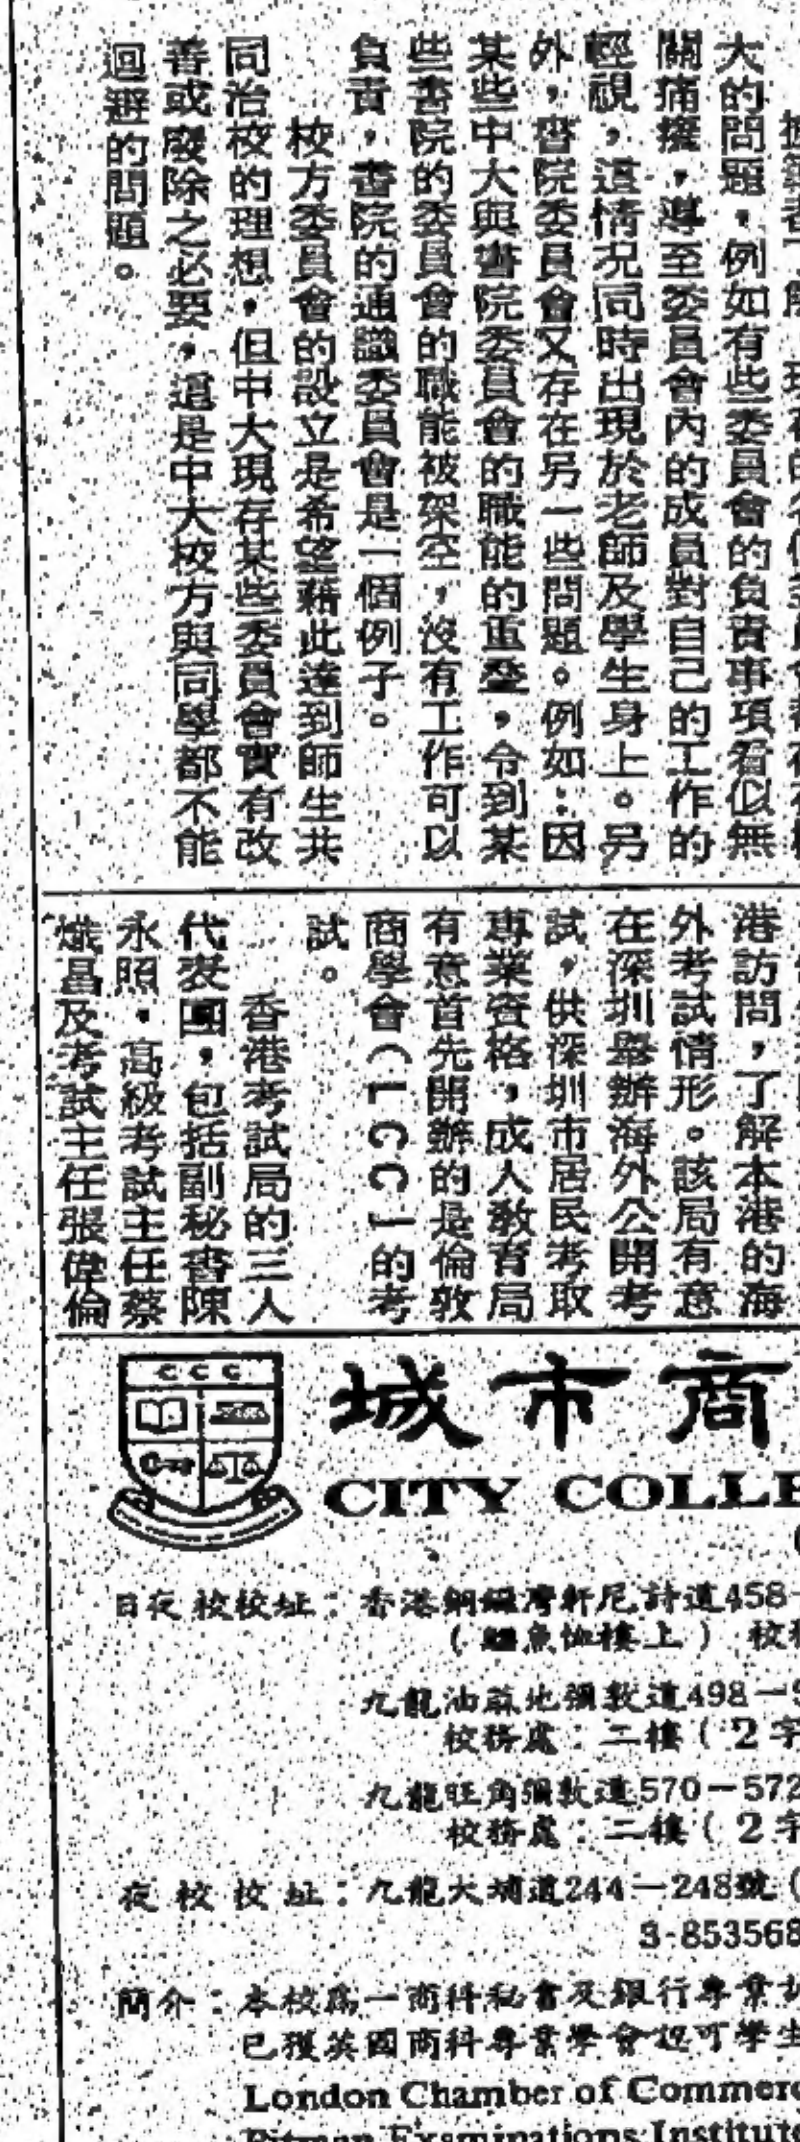 大的問題，例如有些委員會的負責事項看似無
關痛癢，導至委員會內的成員對自己的工作的
輕視，這情況同時出現於老師及學生身上。另
外，書院委員會又存在另一些問題。例如：因
某些中大與書院委員會的職能的重叠，令到某
些書院的委員會的職能被架空，沒有工作可以
負責，書院的通識委員會是一個例子。
校方委員會的設立是希望藉此達到師生共
同治校的理想，但中大現存某些委員會實有改
善或廢除之必要，這是中大校方與同學都不能
迴避的問題。
港訪問，了解本港的海
外考試情形。該局有意
在深圳舉辦海外公開考
試，供深圳市居民考取
專業資格，成人教育局
有意首先開辦的是倫敦
商學會（LCC）的考
試。
香港考試局的三人
代表團，包括副秘書陳
永照，高級考試主任蔡
熾昌及考試主任張偉倫
CCC
城市商
CITY COLLE
日夜校校址：香港銅鑼灣軒尼詩道458-
（鱷魚恤樓上）校務
九龍油蔴地彌敦道498－5
校務處：二樓（2字
九龍旺角彌敦道570－572
校務處：二樓（2字
夜校校址：九龍大埔道244－248號（
3-853568
簡介：本校為一商科秘書及銀行專業訓
已獲英國商科專業學會認可學生
London Chamber of Commerc
Pitman Examinations Institute